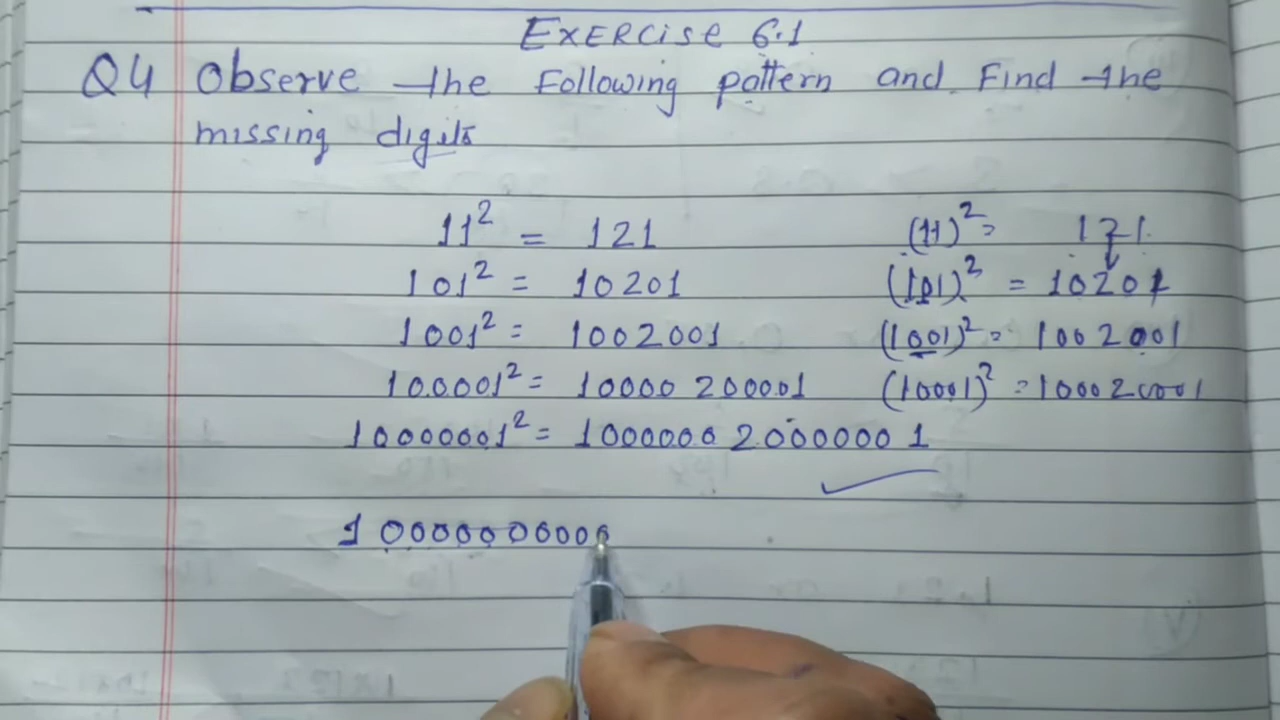 Exercise 6.1
Q4 Observe the Following pattern and Find the
missing digits
11² = 121 (11)² = 121
101² = 10201 (101)² = 10201
1001² = 1002001 (1001)² = 1002001
100001² = 10000 200001 (10001)² = 100020001
10000001² = 1000000 2000000 1
1 0000000000